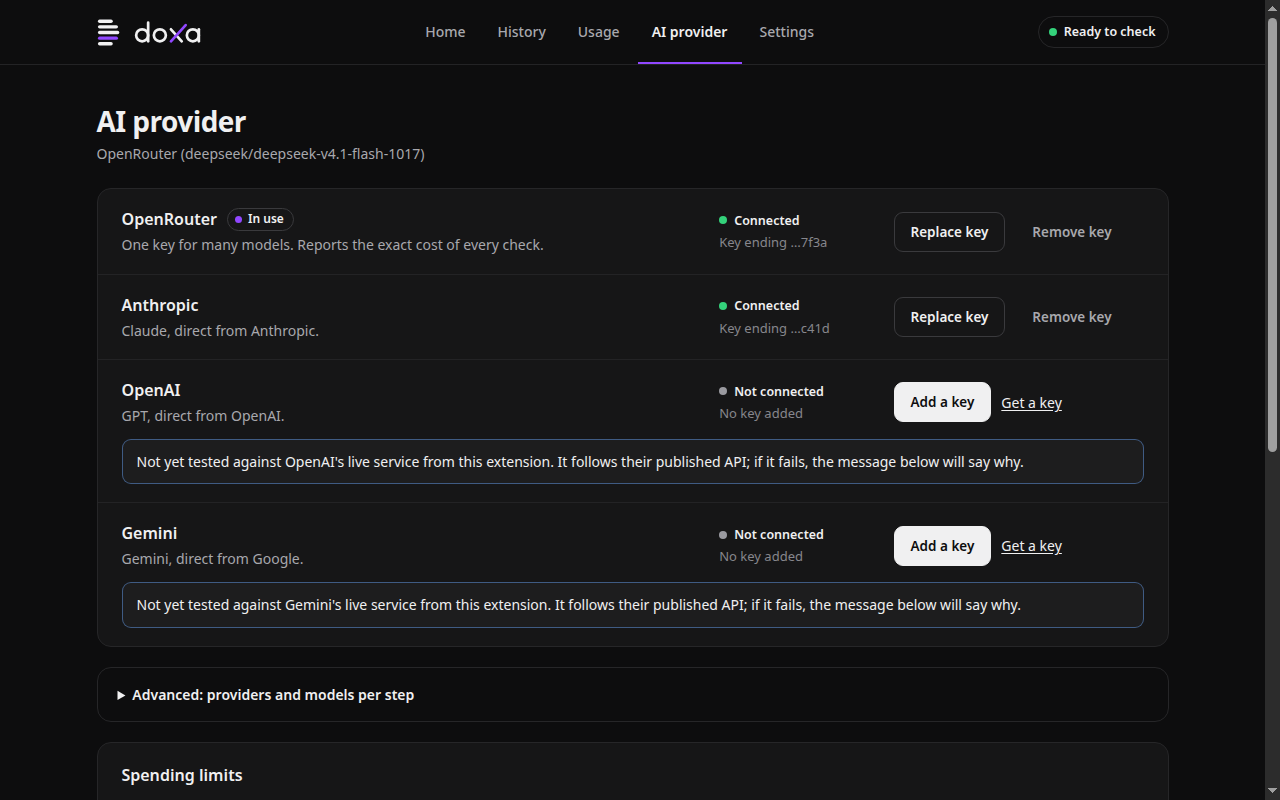 doxa
Home
History
Usage
AI provider
Settings
Ready to check
AI provider
OpenRouter (deepseek/deepseek-v4.1-flash-1017)
OpenRouter
In use
One key for many models. Reports the exact cost of every check.
Connected
Key ending ...7f3a
Replace key
Remove key
Anthropic
Claude, direct from Anthropic.
Connected
Key ending ...c41d
Replace key
Remove key
OpenAI
GPT, direct from OpenAI.
Not connected
No key added
Add a key
Get a key
Not yet tested against OpenAI's live service from this extension. It follows their published API; if it fails, the message below will say why.
Gemini
Gemini, direct from Google.
Not connected
No key added
Add a key
Get a key
Not yet tested against Gemini's live service from this extension. It follows their published API; if it fails, the message below will say why.
Advanced: providers and models per step
Spending limits